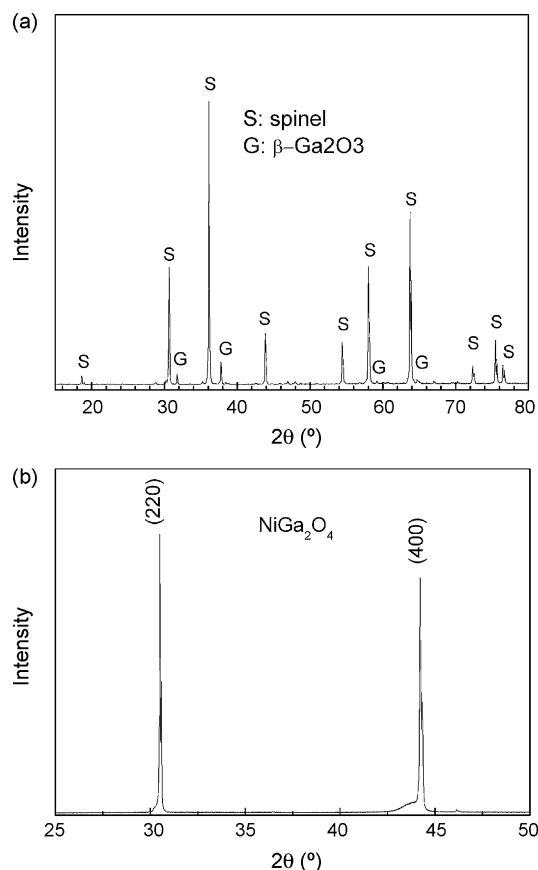 (a)
S
S: spinel
G: β–Ga2O3
S
S
S
S
S
S
S
S
S
G
G
G
G
Intensity
20 30 40 50 60 70 80
2θ (º)
(b)
(220)
NiGa₂O₄
(400)
Intensity
25 30 35 40 45 50
2θ (º)